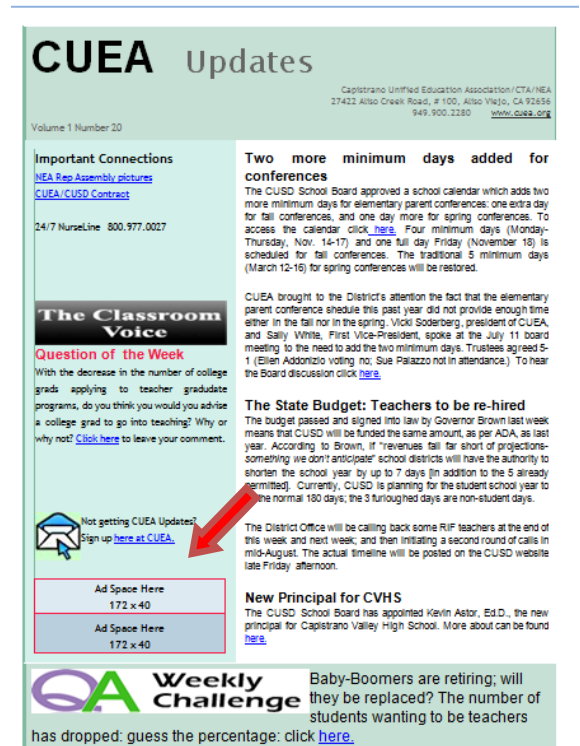 CUEA Updates
Capistrano Unified Education Association/CTA/NEA
27422 Aliso Creek Road, # 100, Aliso Viejo, CA 92656
949.900.2280 www.cuea.org
Volume 1 Number 20
Important Connections
NEA Rep Assembly pictures
CUEA/CUSD Contract
24/7 NurseLine 800.977.0027
The Classroom
Voice
Question of the Week
With the decrease in the number of college
grads applying to teacher gradudate
programs, do you think you would you advise
a college grad to go into teaching? Why or
why not? Click here to leave your comment.
Not getting CUEA Updates?
Sign up here at CUEA.
Ad Space Here
172 x 40
Ad Space Here
172 x 40
Two more minimum days added for
conferences
The CUSD School Board approved a school calendar which adds two
more minimum days for elementary parent conferences: one extra day
for fall conferences, and one day more for spring conferences. To
access the calendar click here. Four minimum days (Monday-
Thursday, Nov. 14-17) and one full day Friday (November 18) is
scheduled for fall conferences. The traditional 5 minimum days
(March 12-16) for spring conferences will be restored.
CUEA brought to the District's attention the fact that the elementary
parent conference shedule this past year did not provide enough time
either in the fall nor in the spring. Vicki Soderberg, president of CUEA,
and Sally White, First Vice-President, spoke at the July 11 board
meeting to the need to add the two minimum days. Trustees agreed 5-
1 (Ellen Addonizio voting no; Sue Palazzo not in attendance.) To hear
the Board discussion click here.
The State Budget: Teachers to be re-hired
The budget passed and signed into law by Governor Brown last week
means that CUSD will be funded the same amount, as per ADA, as last
year. According to Brown, if "revenues fall far short of projections-
something we don't anticipate" school districts will have the authority to
shorten the school year by up to 7 days [in addition to the 5 already
permitted]. Currently, CUSD is planning for the student school year to
the normal 180 days; the 3 furloughed days are non-student days.
The District Office will be calling back some RIF teachers at the end of
this week and next week; and then initiating a second round of calls in
mid-August. The actual timeline will be posted on the CUSD website
late Friday afternoon.
New Principal for CVHS
The CUSD School Board has appointed Kevin Astor, Ed.D., the new
principal for Capistrano Valley High School. More about can be found
here.
QA Weekly
Challenge
Baby-Boomers are retiring; will
they be replaced? The number of
students wanting to be teachers
has dropped: guess the percentage: click here.